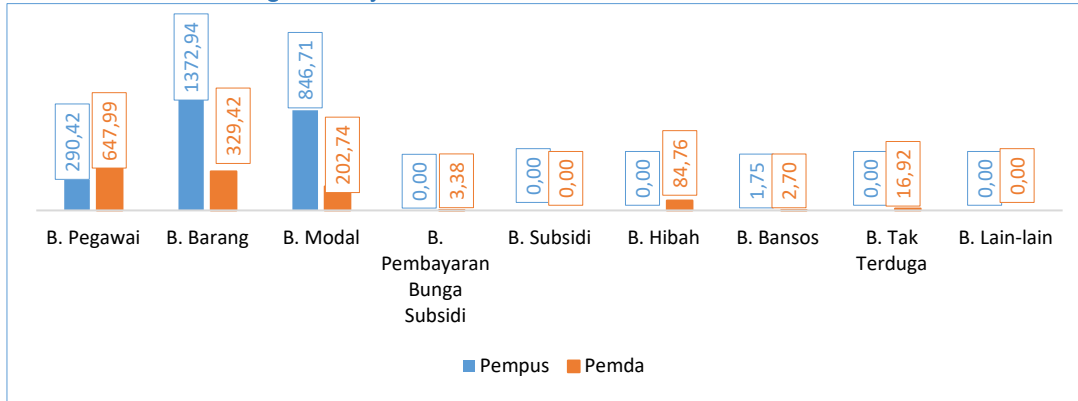 1372,94
846,71
290,42
647,99
329,42
202,74
0,00
3,38
0,00
0,00
0,00
84,76
1,75
2,70
0,00
16,92
0,00
0,00
B. Pegawai
B. Barang
B. Modal
B.
Pembayaran
Bunga
Subsidi
B. Subsidi
B. Hibah
B. Bansos
B. Tak
Terduga
B. Lain-lain
Pempus
Pemda